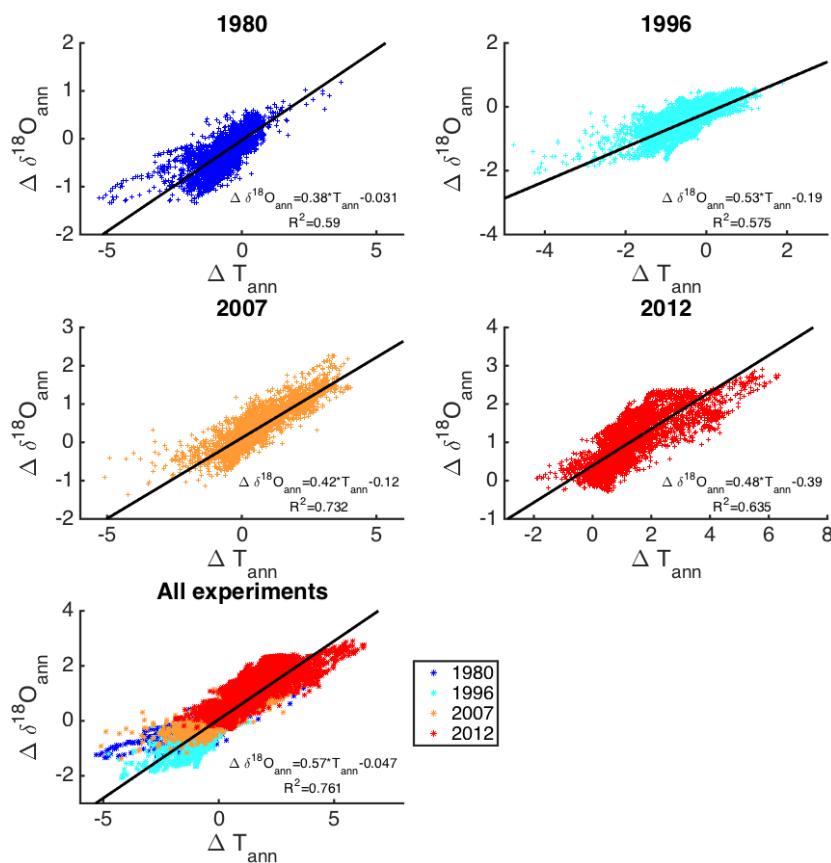 1980
Δ δ¹⁸Oₐₙₙ
2
1
0
-1
-2
-5
0
5
Δ Tₐₙₙ
Δ δ¹⁸Oₐₙₙ=0.38*Tₐₙₙ-0.031
R²=0.59
1996
Δ δ¹⁸Oₐₙₙ
2
0
-2
-4
-4
-2
0
2
Δ Tₐₙₙ
Δ δ¹⁸Oₐₙₙ=0.53*Tₐₙₙ-0.19
R²=0.575
2007
Δ δ¹⁸Oₐₙₙ
3
2
1
0
-1
-2
-5
0
5
Δ Tₐₙₙ
Δ δ¹⁸Oₐₙₙ=0.42*Tₐₙₙ-0.12
R²=0.732
2012
Δ δ¹⁸Oₐₙₙ
4
3
2
1
0
-1
-2
0
2
4
6
8
Δ Tₐₙₙ
Δ δ¹⁸Oₐₙₙ=0.48*Tₐₙₙ-0.39
R²=0.635
All experiments
Δ δ¹⁸Oₐₙₙ
4
2
0
-2
-5
0
5
Δ Tₐₙₙ
Δ δ¹⁸Oₐₙₙ=0.57*Tₐₙₙ-0.047
R²=0.761
1980
1996
2007
2012